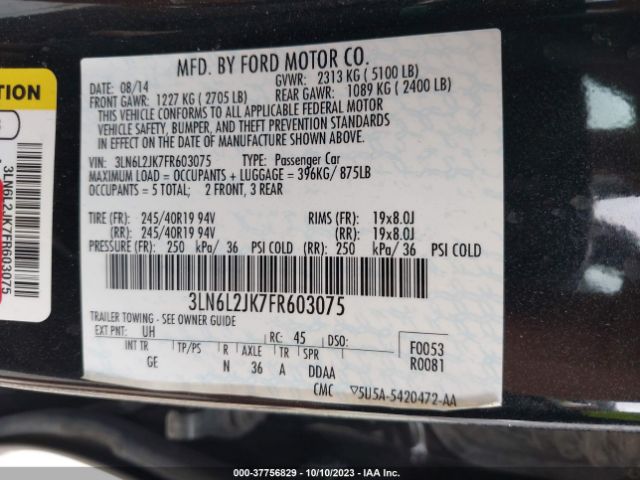 MFD. BY FORD MOTOR CO.
DATE: 08/14 GVWR: 2313 KG ( 5100 LB)
FRONT GAWR: 1227 KG ( 2705 LB) REAR GAWR: 1089 KG ( 2400 LB)
THIS VEHICLE CONFORMS TO ALL APPLICABLE FEDERAL MOTOR
VEHICLE SAFETY, BUMPER, AND THEFT PREVENTION STANDARDS
IN EFFECT ON THE DATE OF MANUFACTURE SHOWN ABOVE.
VIN: 3LN6L2JK7FR603075 TYPE: Passenger Car
MAXIMUM LOAD = OCCUPANTS + LUGGAGE = 396KG/ 875LB
OCCUPANTS = 5 TOTAL; 2 FRONT, 3 REAR
TIRE (FR): 245/40R19 94V RIMS (FR): 19x8.0J
(RR): 245/40R19 94V (RR): 19x8.0J
PRESSURE (FR): 250 kPa/ 36 PSI COLD (RR): 250 kPa/ 36 PSI COLD
3LN6L2JK7FR603075
TRAILER TOWING - SEE OWNER GUIDE
EXT PNT: UH RC: 45 DSO: F0053
R0081
INT TR TP/PS R AXLE TR SPR
GE N 36 A DDAA
CMC ▽5U5A-5420472-AA
TION
3LN6L2JK7FR603075
000-37756829 - 10/10/2023 - IAA Inc.